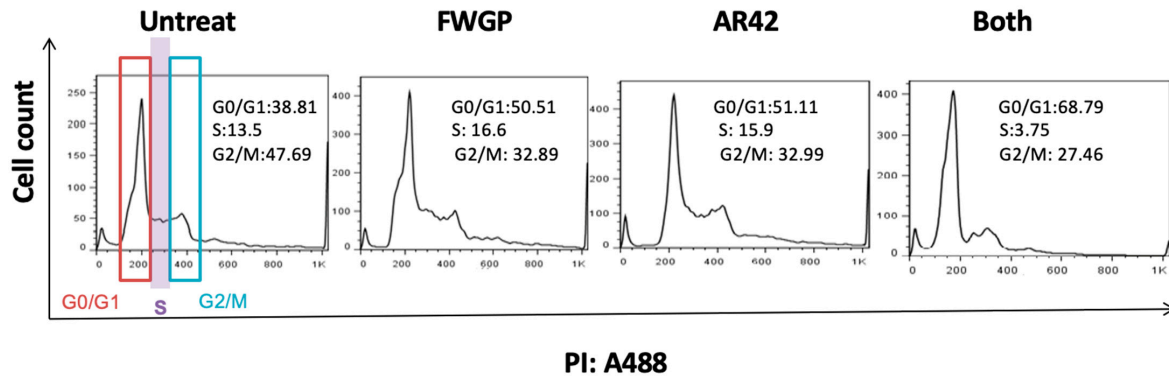 Untreat
FWGP
AR42
Both
Cell count
250
200
150
100
50
0
G0/G1:38.81
S:13.5
G2/M:47.69
0 200 400 600 800 1K
400
300
200
100
0
G0/G1:50.51
S: 16.6
G2/M: 32.89
0 200 400 600 800 1K
400
300
200
100
0
G0/G1:51.11
S: 15.9
G2/M: 32.99
0 200 400 600 800 1K
400
300
200
100
0
G0/G1:68.79
S:3.75
G2/M: 27.46
0 200 400 600 800 1K
G0/G1
S
G2/M
PI: A488